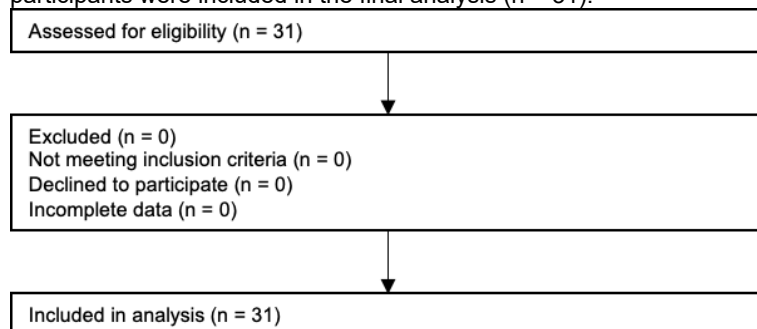 participants were included in the final analysis (n = 31).
Assessed for eligibility (n = 31)
Excluded (n = 0)
Not meeting inclusion criteria (n = 0)
Declined to participate (n = 0)
Incomplete data (n = 0)
Included in analysis (n = 31)